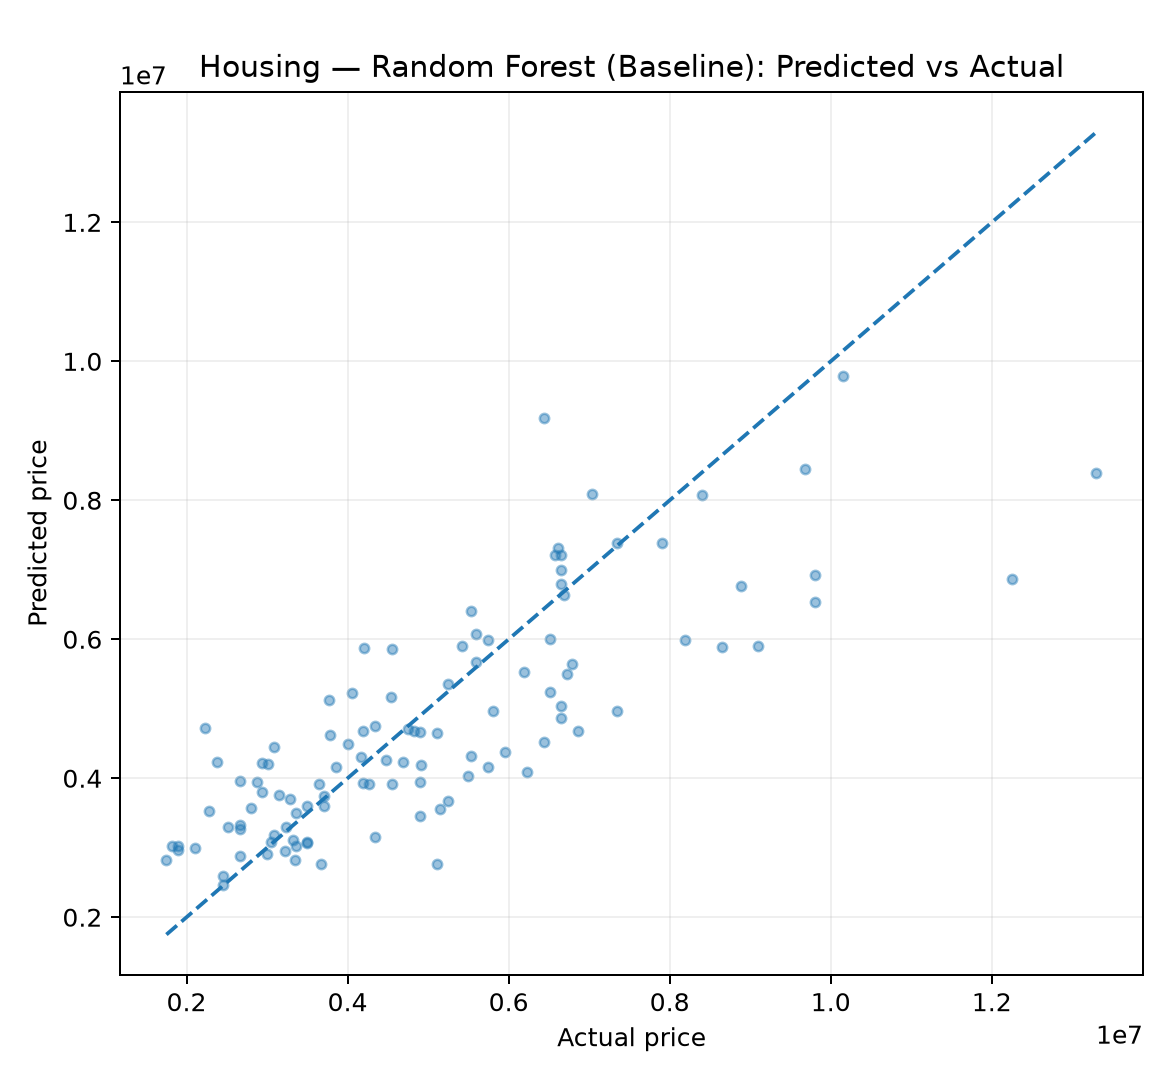 Housing — Random Forest (Baseline): Predicted vs Actual
1e7
1.2
1.0
0.8
0.6
0.4
0.2
Predicted price
0.2 0.4 0.6 0.8 1.0 1.2
1e7
Actual price